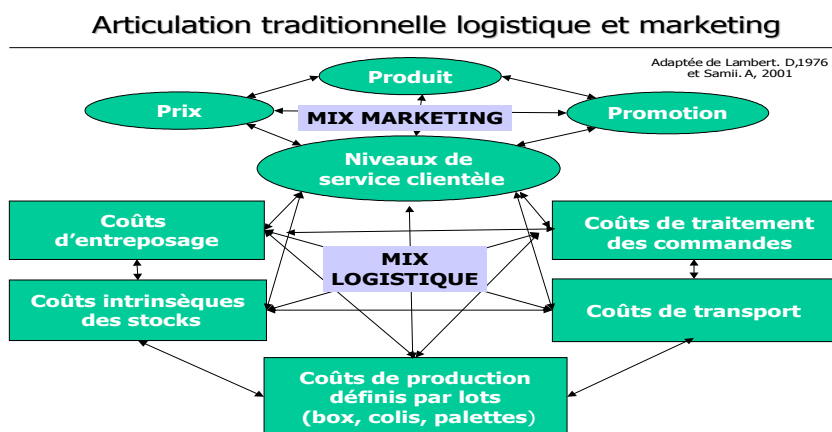 Articulation traditionnelle logistique et marketing
Adaptée de Lambert. D,1976
et Samii. A, 2001
Produit
Prix
MIX MARKETING
Promotion
Niveaux de
service clientèle
Coûts
d’entreposage
Coûts de traitement
des commandes
MIX
LOGISTIQUE
Coûts intrinsèques
des stocks
Coûts de transport
Coûts de production
définis par lots
(box, colis, palettes)